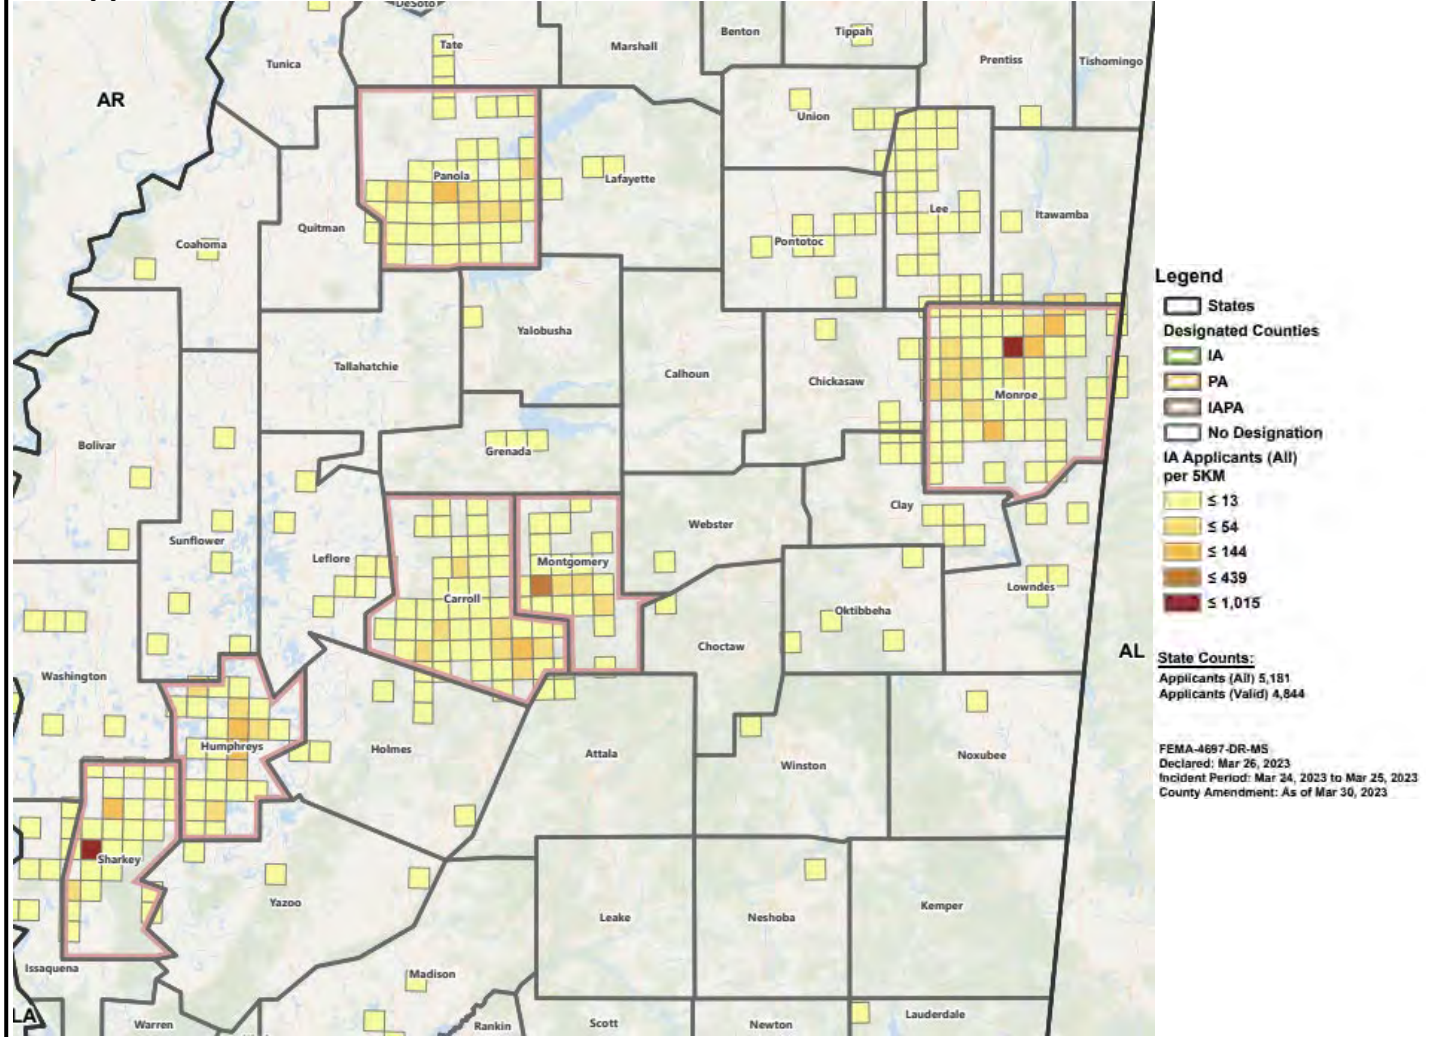 DeSoto
Tippah
Benton
Tate
Marshall
Prentiss
Tishomingo
Tunica
AR
Union
Panola
Lafayette
Lee
Itawamba
Quitman
Coahoma
Pontotoc
Yalobusha
Tallahatchie
Calhoun
Chickasaw
Monroe
Bolivar
Grenada
Clay
Webster
Sunflower
Leflore
Montgomery
Lowndes
Carroll
Oktibbeha
Choctaw
AL
Washington
Humphreys
Holmes
Attala
Winston
Noxubee
Sharkey
Yazoo
Leake
Neshoba
Kemper
Issaquena
Madison
LA
Warren
Rankin
Scott
Newton
Lauderdale
Legend
States
Designated Counties
IA
PA
IAPA
No Designation
IA Applicants (All)
per 5KM
≤ 13
≤ 54
≤ 144
≤ 439
≤ 1,015
State Counts:
Applicants (All) 5,181
Applicants (Valid) 4,844
FEMA-4697-DR-MS
Declared: Mar 26, 2023
Incident Period: Mar 24, 2023 to Mar 25, 2023
County Amendment: As of Mar 30, 2023